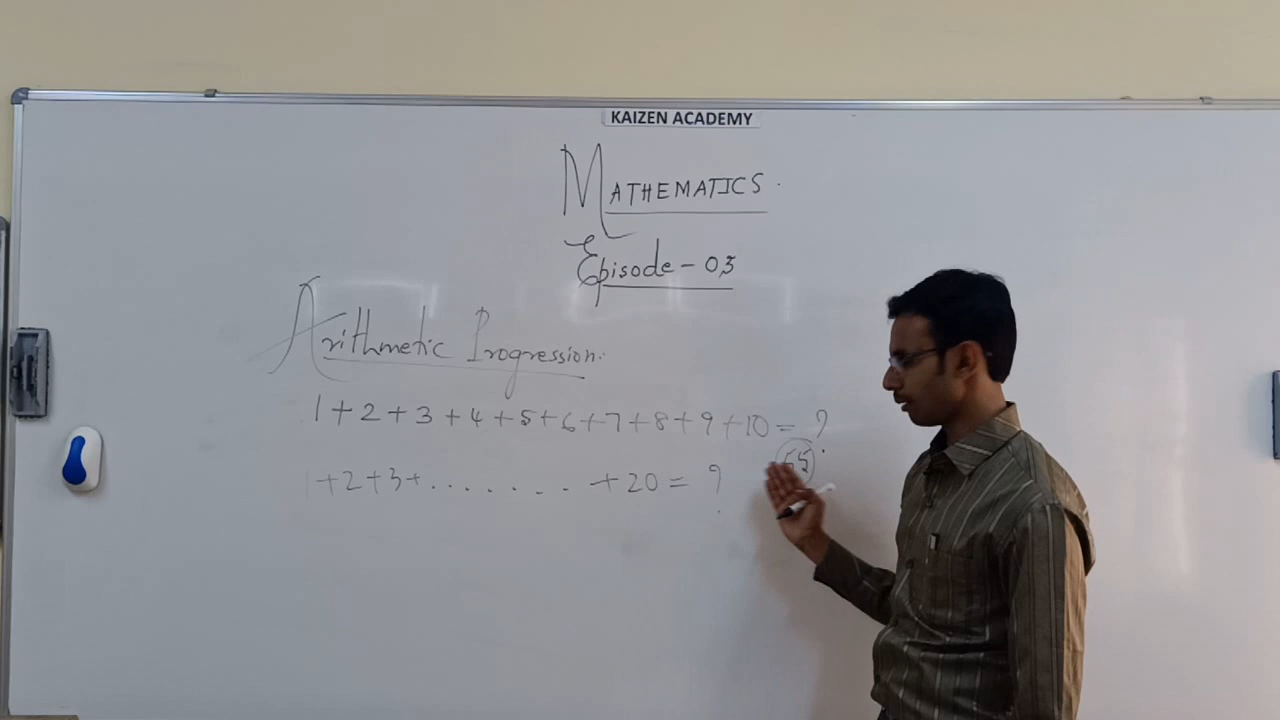 KAIZEN ACADEMY
MATHEMATICS.
Episode - 03
Arithmetic Progression.
1 + 2 + 3 + 4 + 5 + 6 + 7 + 8 + 9 + 10 = ?
55
1 + 2 + 3 + . . . . . . . + 20 = ?